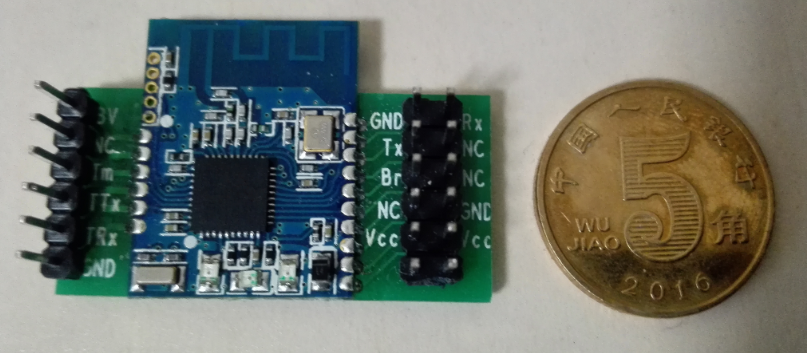 3V
NC
Tm
TTx
TRx
GND
GND Rx
Tx NC
Br NC
NC GND
Vcc Vcc
中国人民银行
5角
WU
JIAO
2016